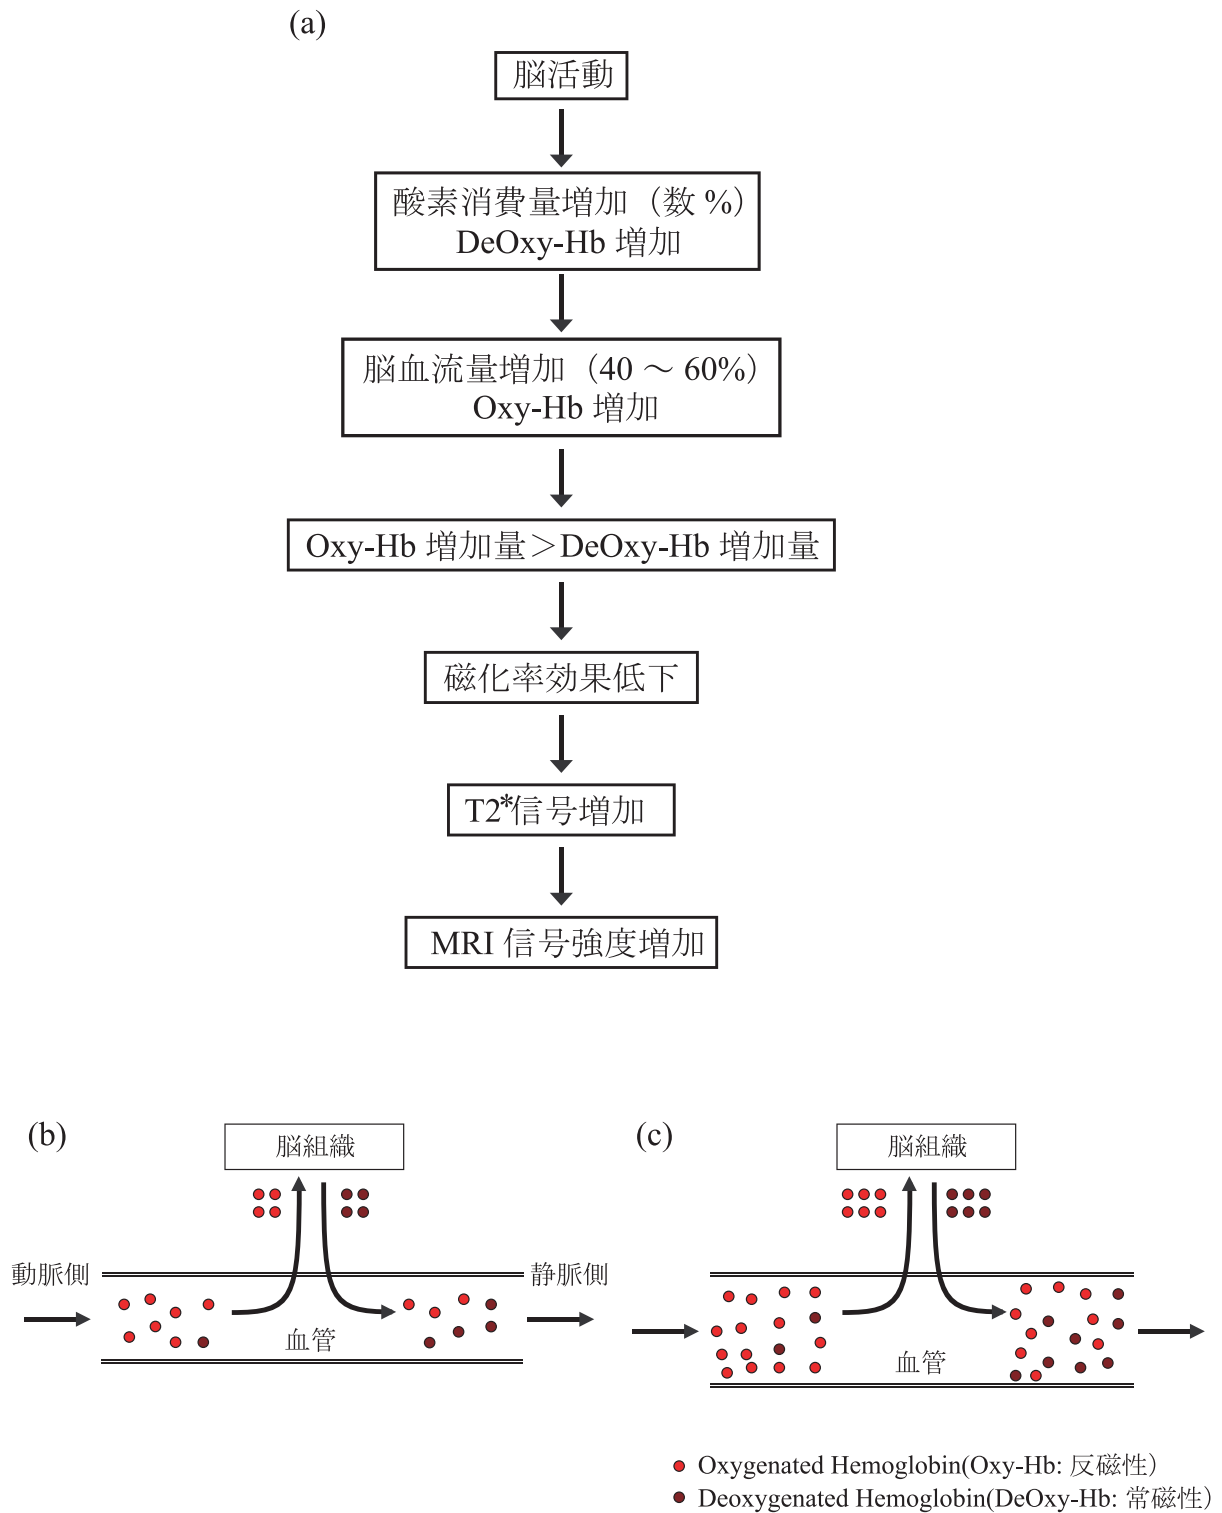 (a)
脳活動
酸素消費量増加（数 %）
DeOxy-Hb 増加
脳血流量増加（40 〜 60%）
Oxy-Hb 増加
Oxy-Hb 増加量＞DeOxy-Hb 増加量
磁化率効果低下
T2*信号増加
MRI 信号強度増加
(b)
脳組織
動脈側
静脈側
血管
(c)
脳組織
血管
Oxygenated Hemoglobin(Oxy-Hb: 反磁性）
Deoxygenated Hemoglobin(DeOxy-Hb: 常磁性）